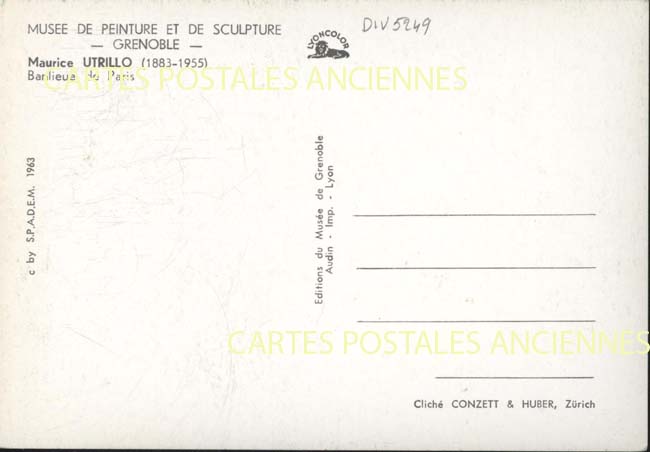 MUSEE DE PEINTURE ET DE SCULPTURE
— GRENOBLE —
Maurice UTRILLO (1883-1955)
Banlieue de Paris
LYONCOLOR
DIV 5249
CARTES POSTALES ANCIENNES
c by S.P.A.D.E.M. 1963
Editions du Musée de Grenoble
Audin - Imp. - Lyon
CARTES POSTALES ANCIENNES
Cliché CONZETT & HUBER, Zürich